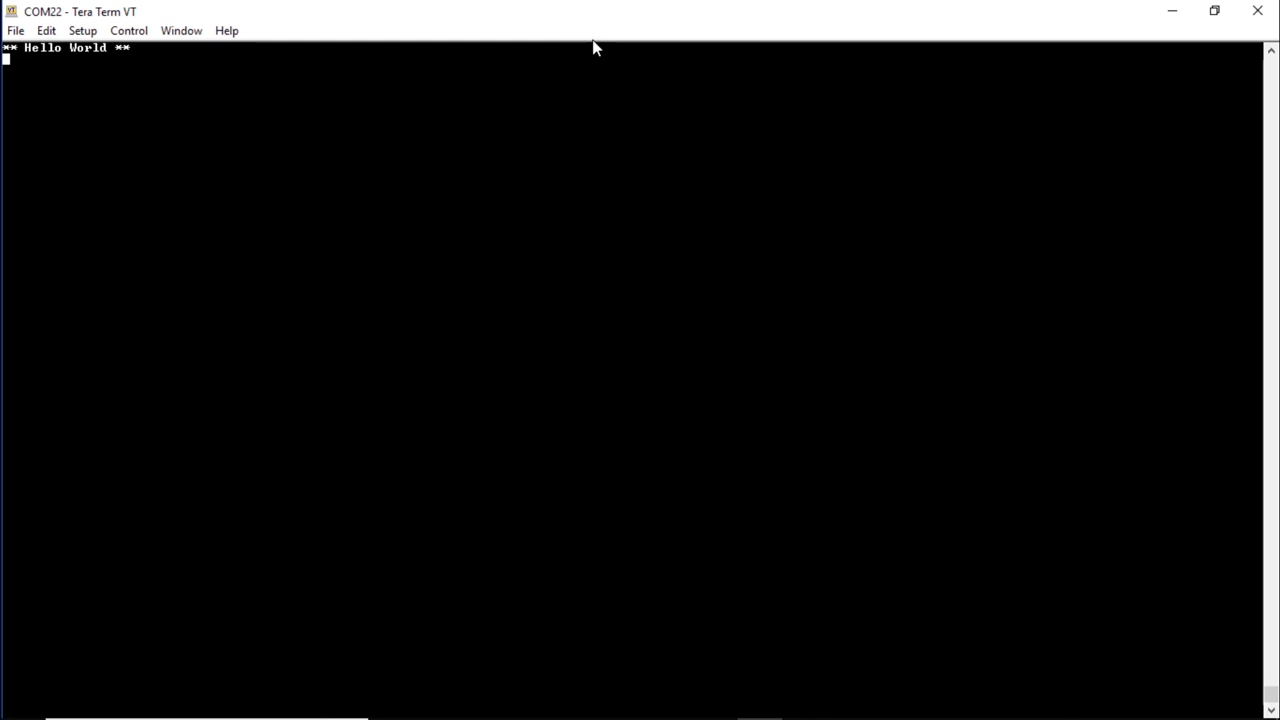 COM22 - Tera Term VT
File Edit Setup Control Window Help
** Hello World **